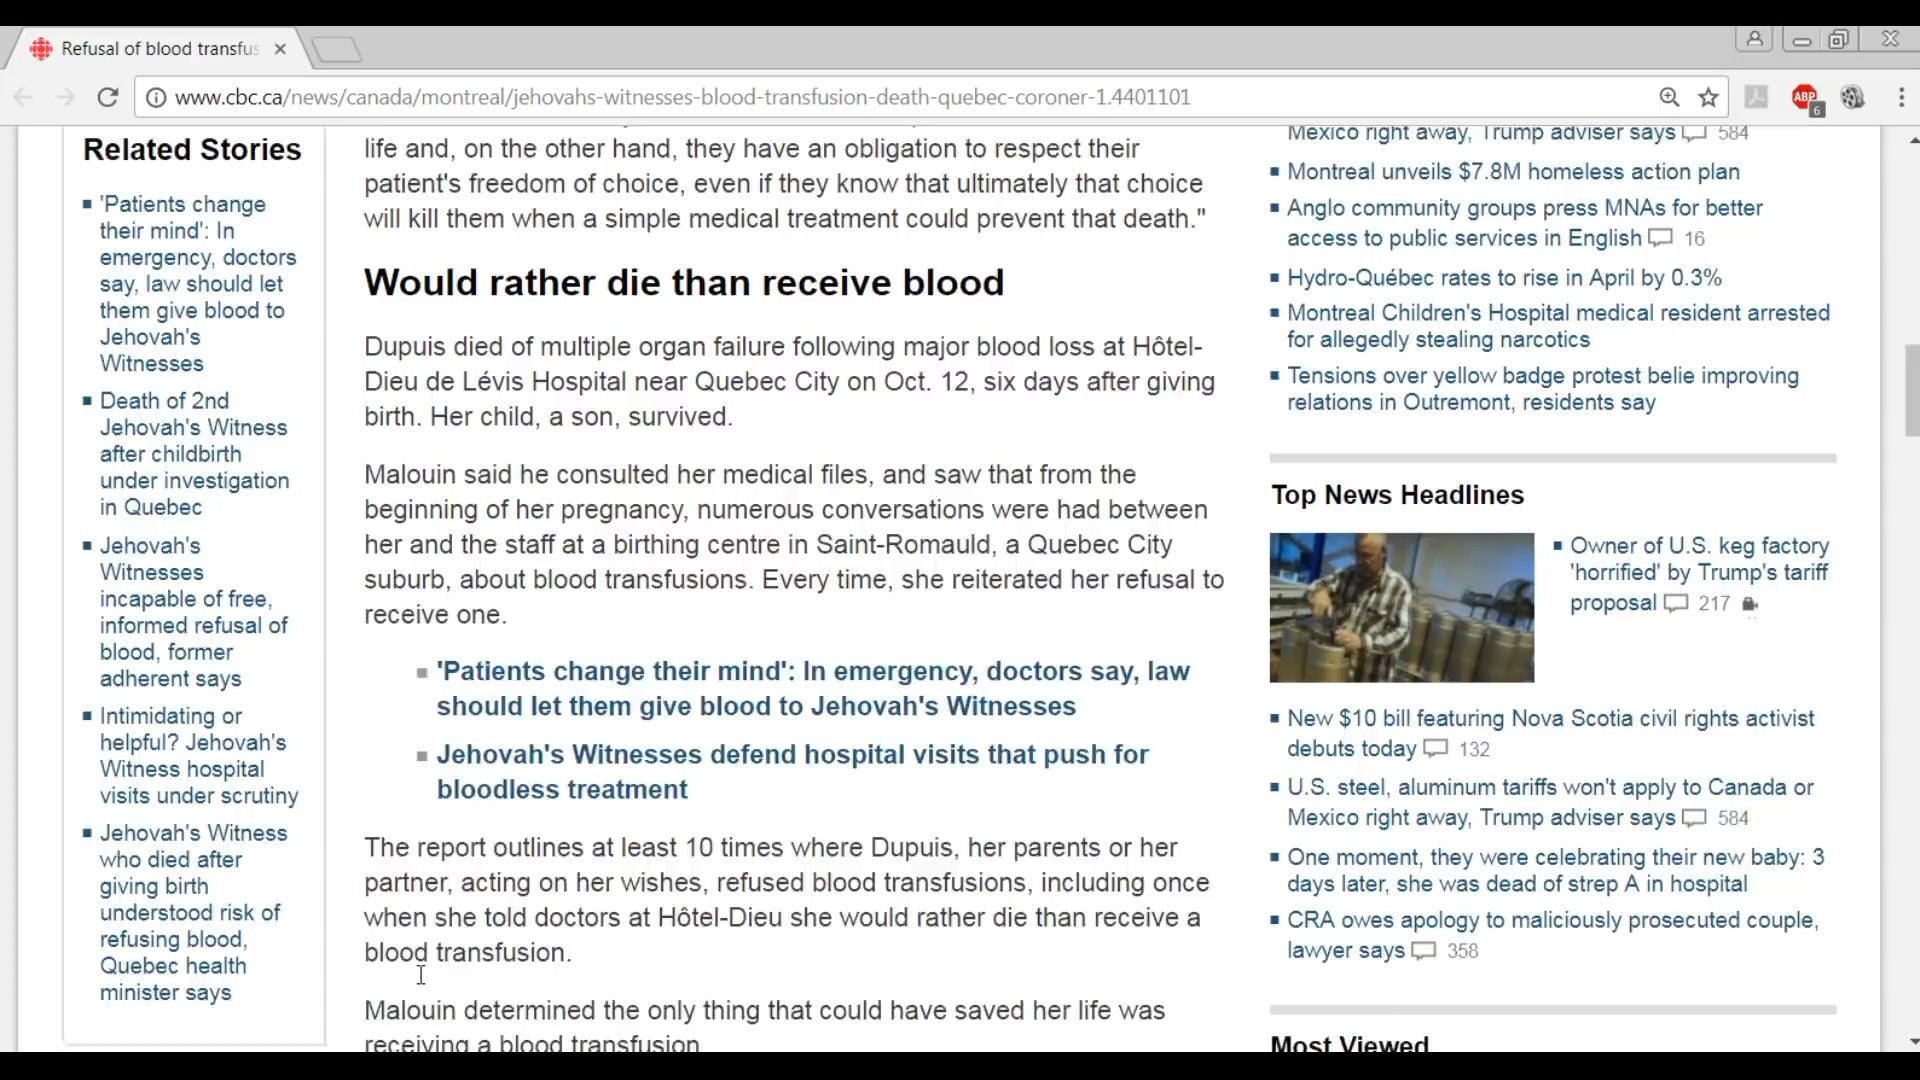 Refusal of blood transfus
www.cbc.ca/news/canada/montreal/jehovahs-witnesses-blood-transfusion-death-quebec-coroner-1.4401101
ABP
6
Related Stories
'Patients change
their mind': In
emergency, doctors
say, law should let
them give blood to
Jehovah's
Witnesses
Death of 2nd
Jehovah's Witness
after childbirth
under investigation
in Quebec
Jehovah's
Witnesses
incapable of free,
informed refusal of
blood, former
adherent says
Intimidating or
helpful? Jehovah's
Witness hospital
visits under scrutiny
Jehovah's Witness
who died after
giving birth
understood risk of
refusing blood,
Quebec health
minister says
life and, on the other hand, they have an obligation to respect their
patient's freedom of choice, even if they know that ultimately that choice
will kill them when a simple medical treatment could prevent that death."
Would rather die than receive blood
Dupuis died of multiple organ failure following major blood loss at Hôtel-
Dieu de Lévis Hospital near Quebec City on Oct. 12, six days after giving
birth. Her child, a son, survived.
Malouin said he consulted her medical files, and saw that from the
beginning of her pregnancy, numerous conversations were had between
her and the staff at a birthing centre in Saint-Romauld, a Quebec City
suburb, about blood transfusions. Every time, she reiterated her refusal to
receive one.
'Patients change their mind': In emergency, doctors say, law
should let them give blood to Jehovah's Witnesses
Jehovah's Witnesses defend hospital visits that push for
bloodless treatment
The report outlines at least 10 times where Dupuis, her parents or her
partner, acting on her wishes, refused blood transfusions, including once
when she told doctors at Hôtel-Dieu she would rather die than receive a
blood transfusion.
Malouin determined the only thing that could have saved her life was
receiving a blood transfusion
Mexico right away, Trump adviser says 584
Montreal unveils $7.8M homeless action plan
Anglo community groups press MNAs for better
access to public services in English 16
Hydro-Québec rates to rise in April by 0.3%
Montreal Children's Hospital medical resident arrested
for allegedly stealing narcotics
Tensions over yellow badge protest belie improving
relations in Outremont, residents say
Top News Headlines
Owner of U.S. keg factory
'horrified' by Trump's tariff
proposal 217
New $10 bill featuring Nova Scotia civil rights activist
debuts today 132
U.S. steel, aluminum tariffs won't apply to Canada or
Mexico right away, Trump adviser says 584
One moment, they were celebrating their new baby: 3
days later, she was dead of strep A in hospital
CRA owes apology to maliciously prosecuted couple,
lawyer says 358
Most Viewed